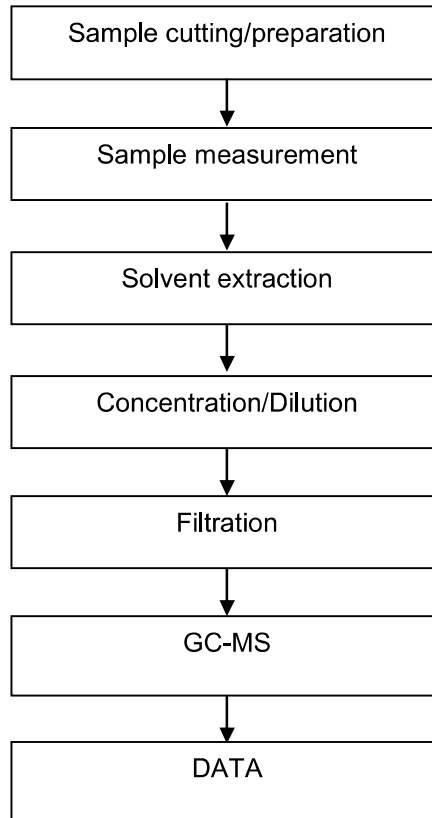 Sample cutting/preparation
Sample measurement
Solvent extraction
Concentration/Dilution
Filtration
GC-MS
DATA